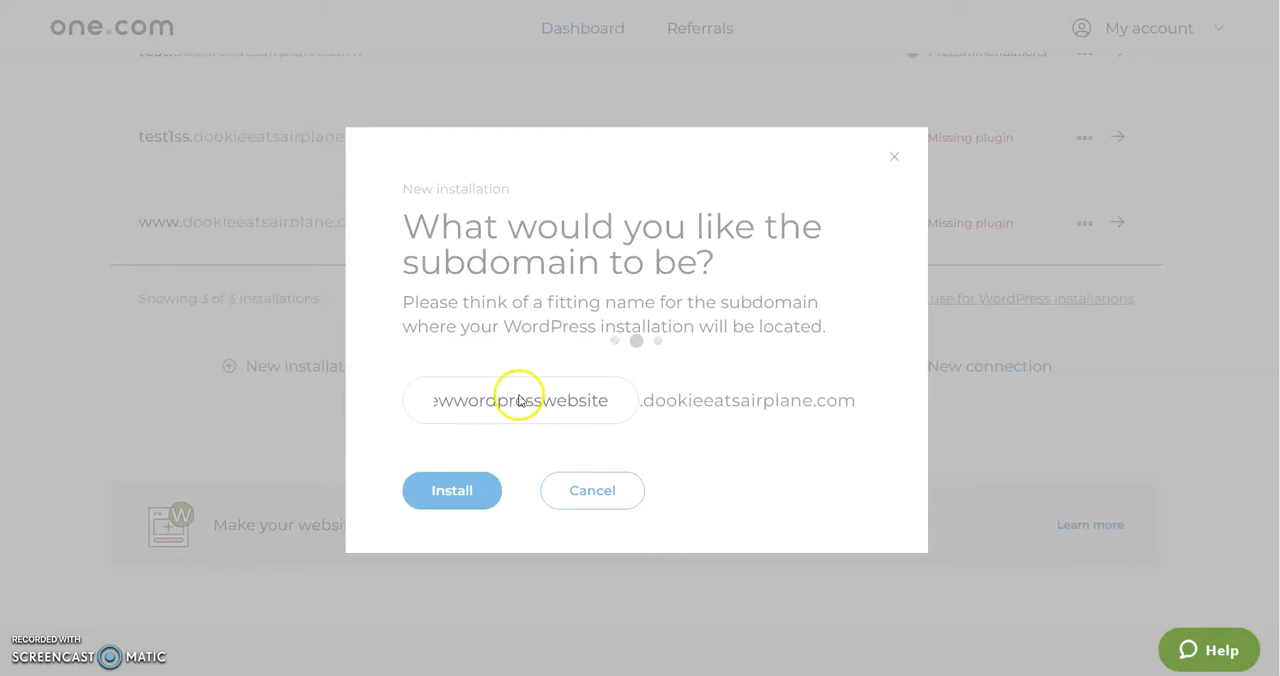 one.com
Dashboard
Referrals
My account
test1ss.dookieeatsairplane
Missing plugin
www.dookieeatsairplane.c
Missing plugin
Showing 3 of 3 installations
use for WordPress installations
New installat
New connection
New installation
What would you like the
subdomain to be?
Please think of a fitting name for the subdomain
where your WordPress installation will be located.
ewwordpresswebsite .dookieeatsairplane.com
Install
Cancel
W
Make your websi
Learn more
RECORDED WITH
SCREENCAST MATIC
Help